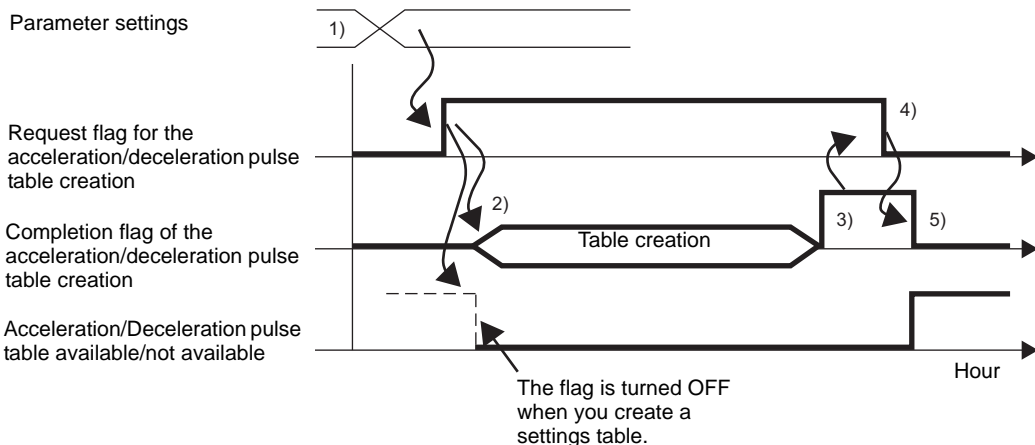 Parameter settings
1)
Request flag for the
acceleration/deceleration pulse
table creation
4)
2)
Completion flag of the
acceleration/deceleration pulse
table creation
Table creation
3)
5)
Acceleration/Deceleration pulse
table available/not available
Hour
The flag is turned OFF
when you create a
settings table.